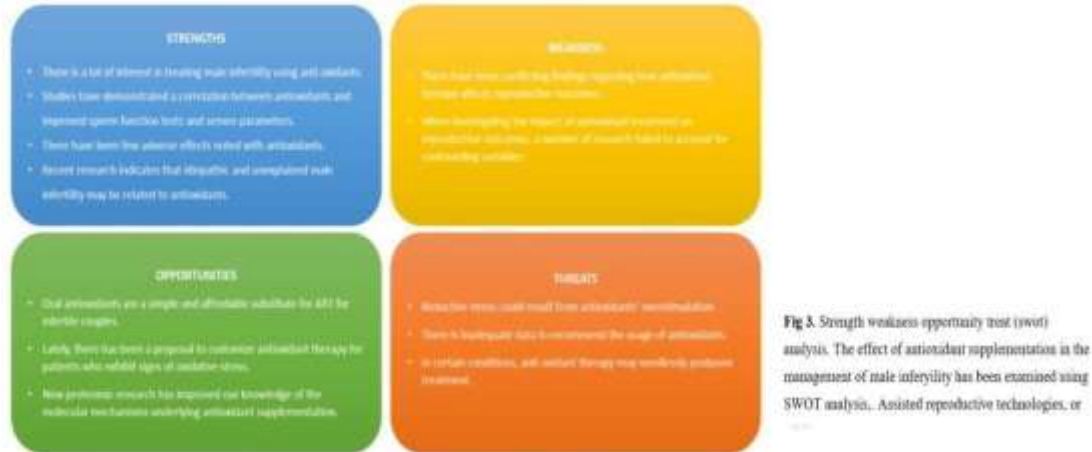 STRENGTHS
• There is a lot of interest in treating male infertility using anti oxidants.
• Studies have demonstrated a correlation between antioxidants and
improved sperm function tests and semen parameters.
• There have been few adverse effects noted with antioxidants.
• Recent research indicates that idiopathic and unexplained male
infertility may be related to antioxidants.
WEAKNESS
• There have been conflicting findings regarding how antioxidant
therapy affects reproductive outcomes.
• When investigating the impact of antioxidant treatment on
reproductive outcomes, a number of research failed to account for
confounding variables.
OPPORTUNITIES
• Oral antioxidants are a simple and affordable substitute for ART for
infertile couples.
• Lately, there has been a proposal to customize antioxidant therapy for
patients who exhibit signs of oxidative stress.
• New proteomic research has improved our knowledge of the
molecular mechanisms underlying antioxidant supplementation.
THREATS
• Reductive stress could result from antioxidants'
• There is inadequate data to recommend the usage of antioxidants.
• In certain conditions, anti oxidant therapy may needlessly postpone
treatment.
Fig 3. Strength weakness opportunity treat (swot)
analysis. The effect of antioxidant supplementation in the
management of male inferyility has been examined using
SWOT analysis,. Assisted reproductive technologies, or